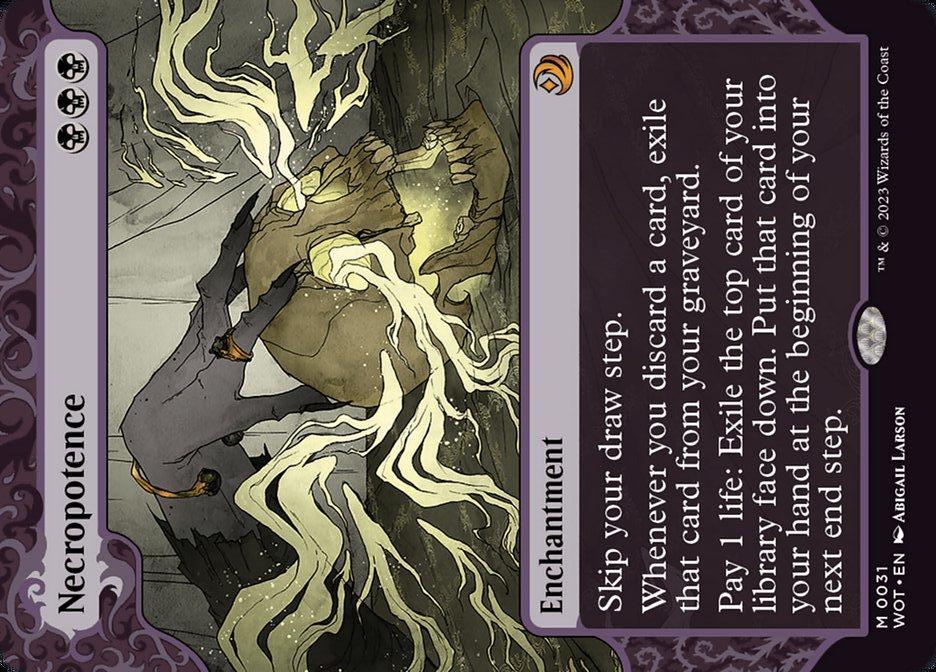 Necropotence
Enchantment
Skip your draw step.
Whenever you discard a card, exile
that card from your graveyard.
Pay 1 life: Exile the top card of your
library face down. Put that card into
your hand at the beginning of your
next end step.
M 0031
WOT • EN ABIGAIL LARSON
™ & © 2023 Wizards of the Coast